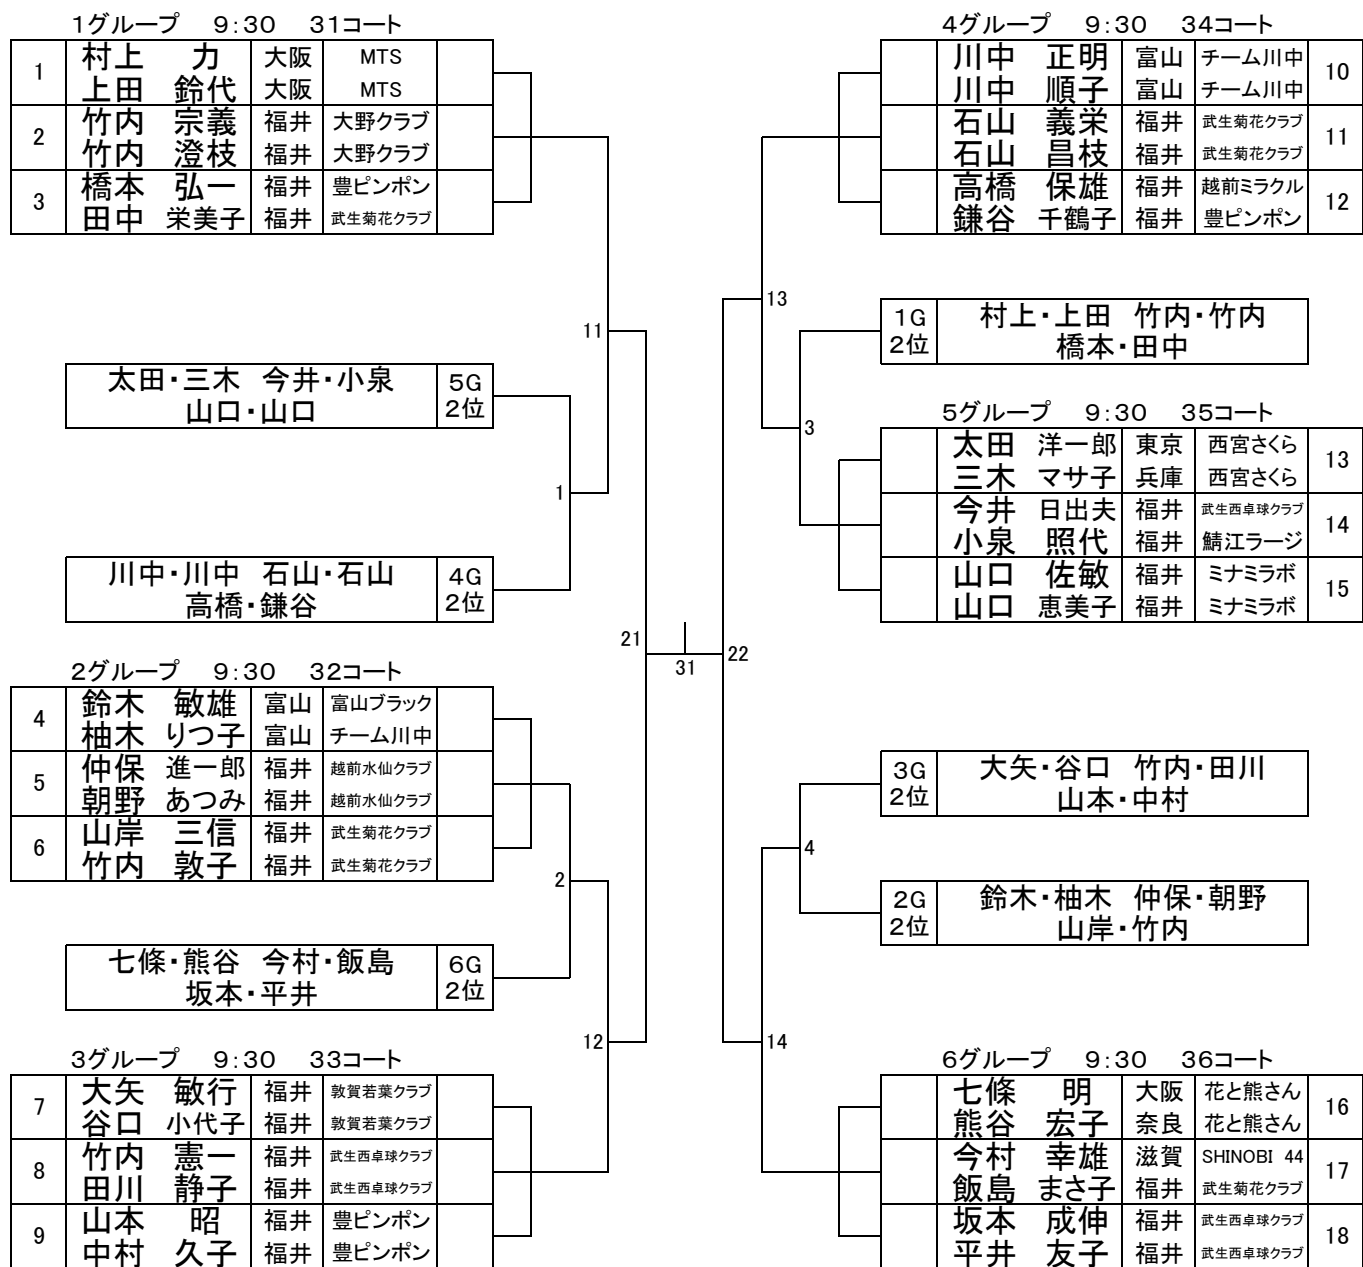 1グループ 9:30 31コート
1 村上 力 大阪 MTS
上田 鈴代 大阪 MTS
2 竹内 宗義 福井 大野クラブ
竹内 澄枝 福井 大野クラブ
3 橋本 弘一 福井 豊ピンポン
田中 栄美子 福井 武生菊花クラブ
11
太田・三木 今井・小泉 5G
山口・山口 2位
1
川中・川中 石山・石山 4G
高橋・鎌谷 2位
21
2グループ 9:30 32コート
4 鈴木 敏雄 富山 富山ブラック
柚木 りつ子 富山 チーム川中
5 仲保 進一郎 福井 越前水仙クラブ
朝野 あつみ 福井 越前水仙クラブ
6 山岸 三信 福井 武生菊花クラブ
竹内 敦子 福井 武生菊花クラブ
2
七條・熊谷 今村・飯島 6G
坂本・平井 2位
12
3グループ 9:30 33コート
7 大矢 敏行 福井 敦賀若葉クラブ
谷口 小代子 福井 敦賀若葉クラブ
8 竹内 憲一 福井 武生西卓球クラブ
田川 静子 福井 武生西卓球クラブ
9 山本 昭 福井 豊ピンポン
中村 久子 福井 豊ピンポン
31
4グループ 9:30 34コート
川中 正明 富山 チーム川中 10
川中 順子 富山 チーム川中
石山 義栄 福井 武生菊花クラブ 11
石山 昌枝 福井 武生菊花クラブ
高橋 保雄 福井 越前ミラクル 12
鎌谷 千鶴子 福井 豊ピンポン
13
1G 村上・上田 竹内・竹内
2位 橋本・田中
3
5グループ 9:30 35コート
太田 洋一郎 東京 西宮さくら 13
三木 マサ子 兵庫 西宮さくら
今井 日出夫 福井 武生西卓球クラブ 14
小泉 照代 福井 鯖江ラージ
山口 佐敏 福井 ミナミラボ 15
山口 恵美子 福井 ミナミラボ
22
3G 大矢・谷口 竹内・田川
2位 山本・中村
4
2G 鈴木・柚木 仲保・朝野
2位 山岸・竹内
14
6グループ 9:30 36コート
七條 明 大阪 花と熊さん 16
熊谷 宏子 奈良 花と熊さん
今村 幸雄 滋賀 SHINOBI 44 17
飯島 まさ子 福井 武生菊花クラブ
坂本 成伸 福井 武生西卓球クラブ 18
平井 友子 福井 武生西卓球クラブ